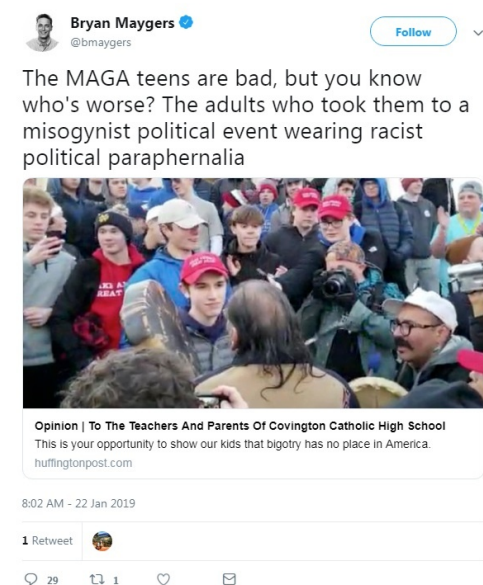 Bryan Maygers
@bmaygers
Follow
The MAGA teens are bad, but you know
who's worse? The adults who took them to a
misogynist political event wearing racist
political paraphernalia
Opinion | To The Teachers And Parents Of Covington Catholic High School
This is your opportunity to show our kids that bigotry has no place in America.
huffingtonpost.com
8:02 AM - 22 Jan 2019
1 Retweet
29
1